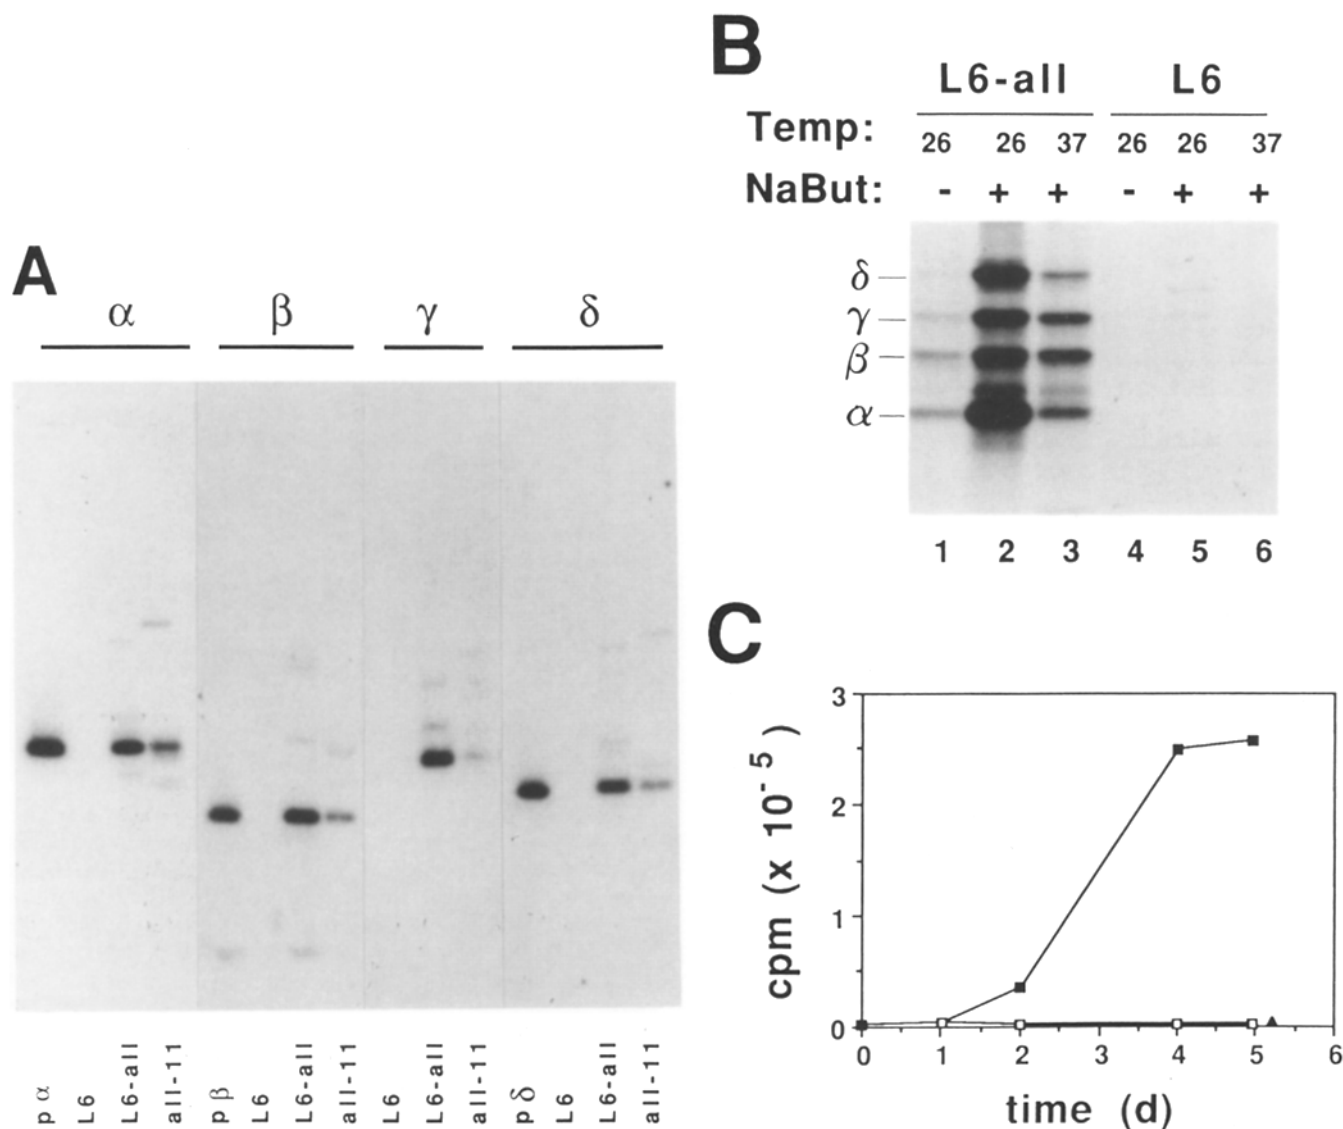 A
α β γ δ
p α
L6
L6-all
all-11
p β
L6
L6-all
all-11
L6
L6-all
all-11
p δ
L6
L6-all
all-11
B
L6-all L6
Temp: 26 26 37 26 26 37
NaBut: - + + - + +
δ
γ
β
α
1 2 3 4 5 6
C
cpm (x 10⁻⁵)
3
2
1
0
0 1 2 3 4 5 6
time (d)